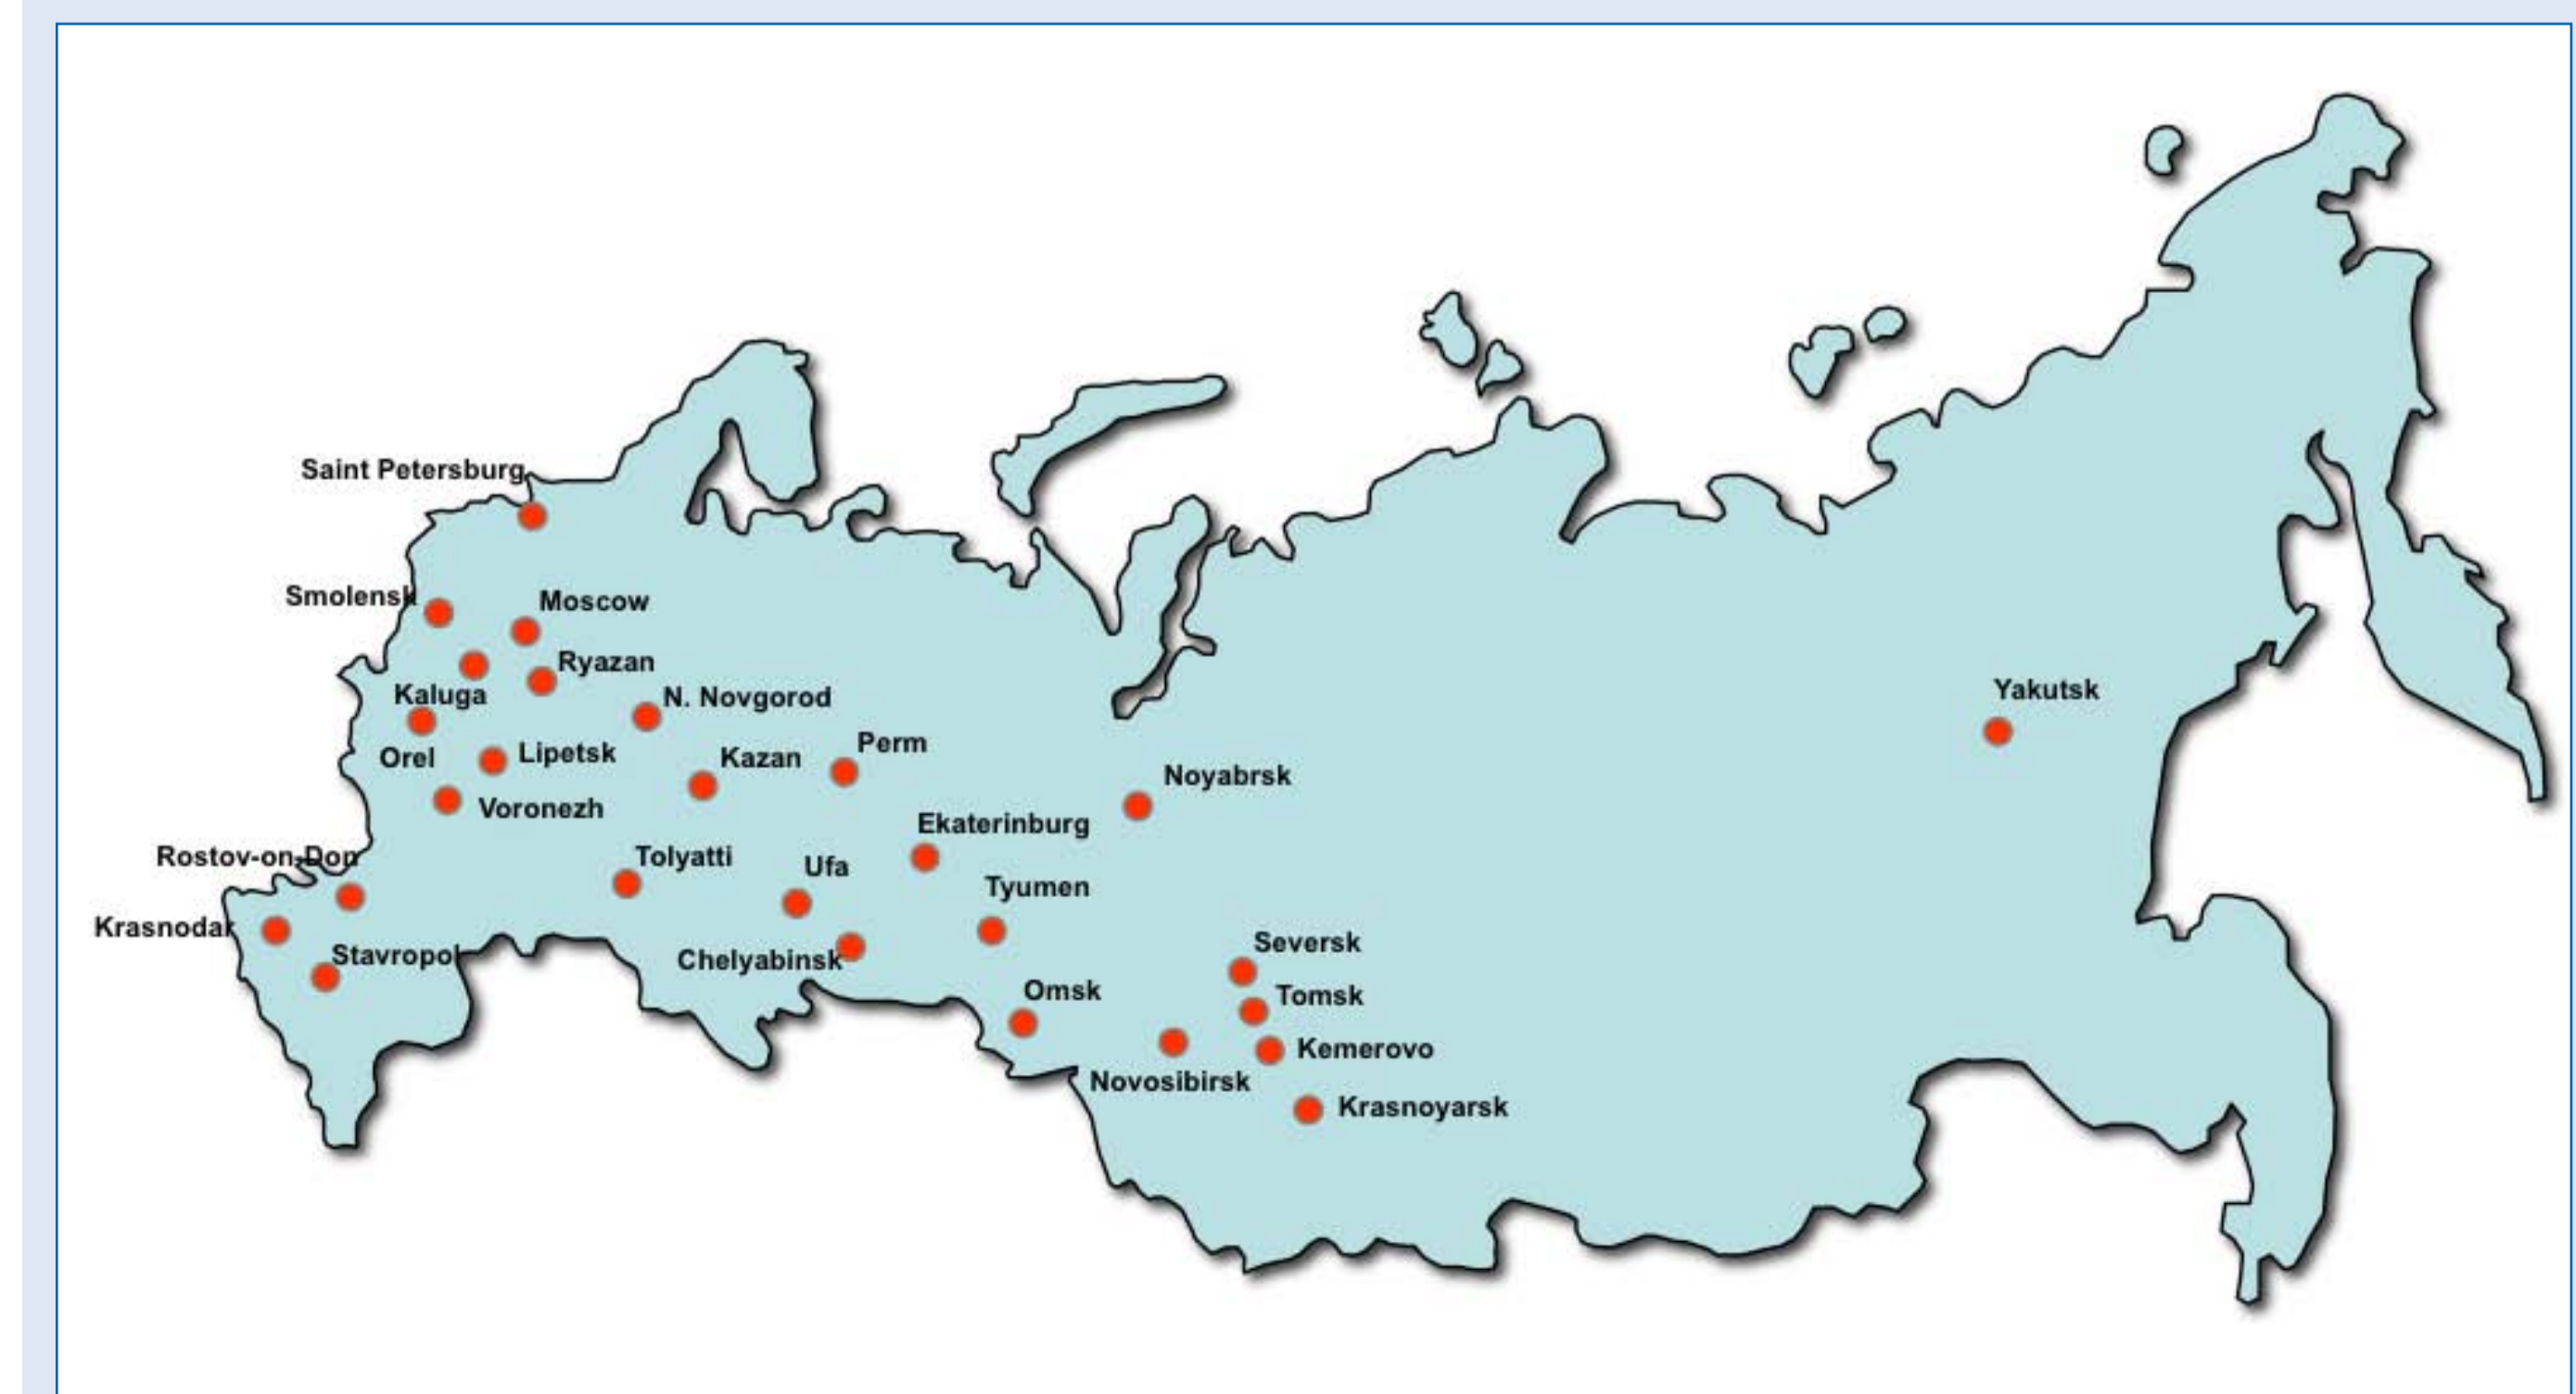 Saint Petersburg
Smolensk
Moscow
Ryazan
Kaluga
N. Novgorod
Orel
Lipetsk
Kazan
Perm
Voronezh
Noyabrsk
Yakutsk
Ekaterinburg
Rostov-on-Don
Tolyatti
Ufa
Tyumen
Krasnodar
Stavropol
Chelyabinsk
Seversk
Omsk
Tomsk
Kemerovo
Novosibirsk
Krasnoyarsk